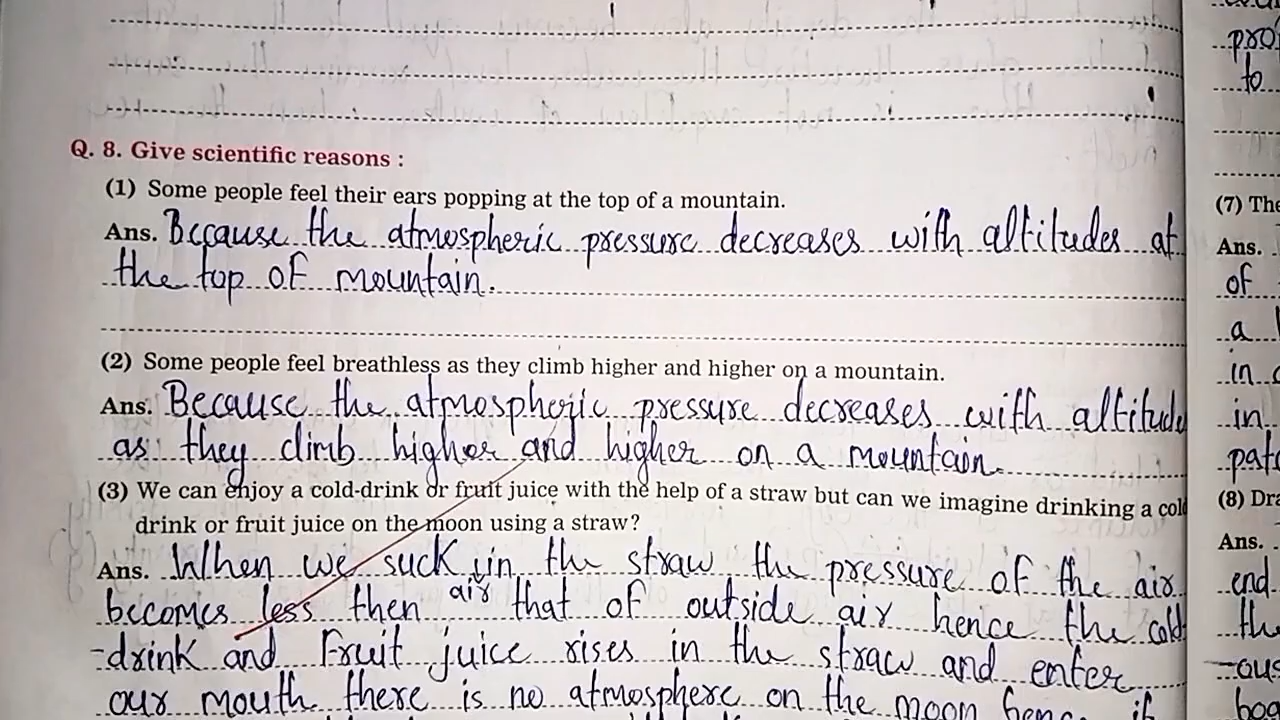 Q. 8. Give scientific reasons :
(1) Some people feel their ears popping at the top of a mountain.
Ans. Because the atmospheric pressure decreases with altitudes at
the top of mountain.
(2) Some people feel breathless as they climb higher and higher on a mountain.
Ans. Because the atmospheric pressure decreases with altitude
as they climb higher and higher on a mountain.
(3) We can enjoy a cold-drink or fruit juice with the help of a straw but can we imagine drinking a cold
drink or fruit juice on the moon using a straw?
Ans. When we suck in the straw the pressure of the air
becomes less then air that of outside air hence the cold
-drink and Fruit juice rises in the straw and enter
our mouth there is no atmosphere on the moon hence if
pro
to
(7) The
Ans.
of
a
in
in
(8) Dra
Ans.
end
the